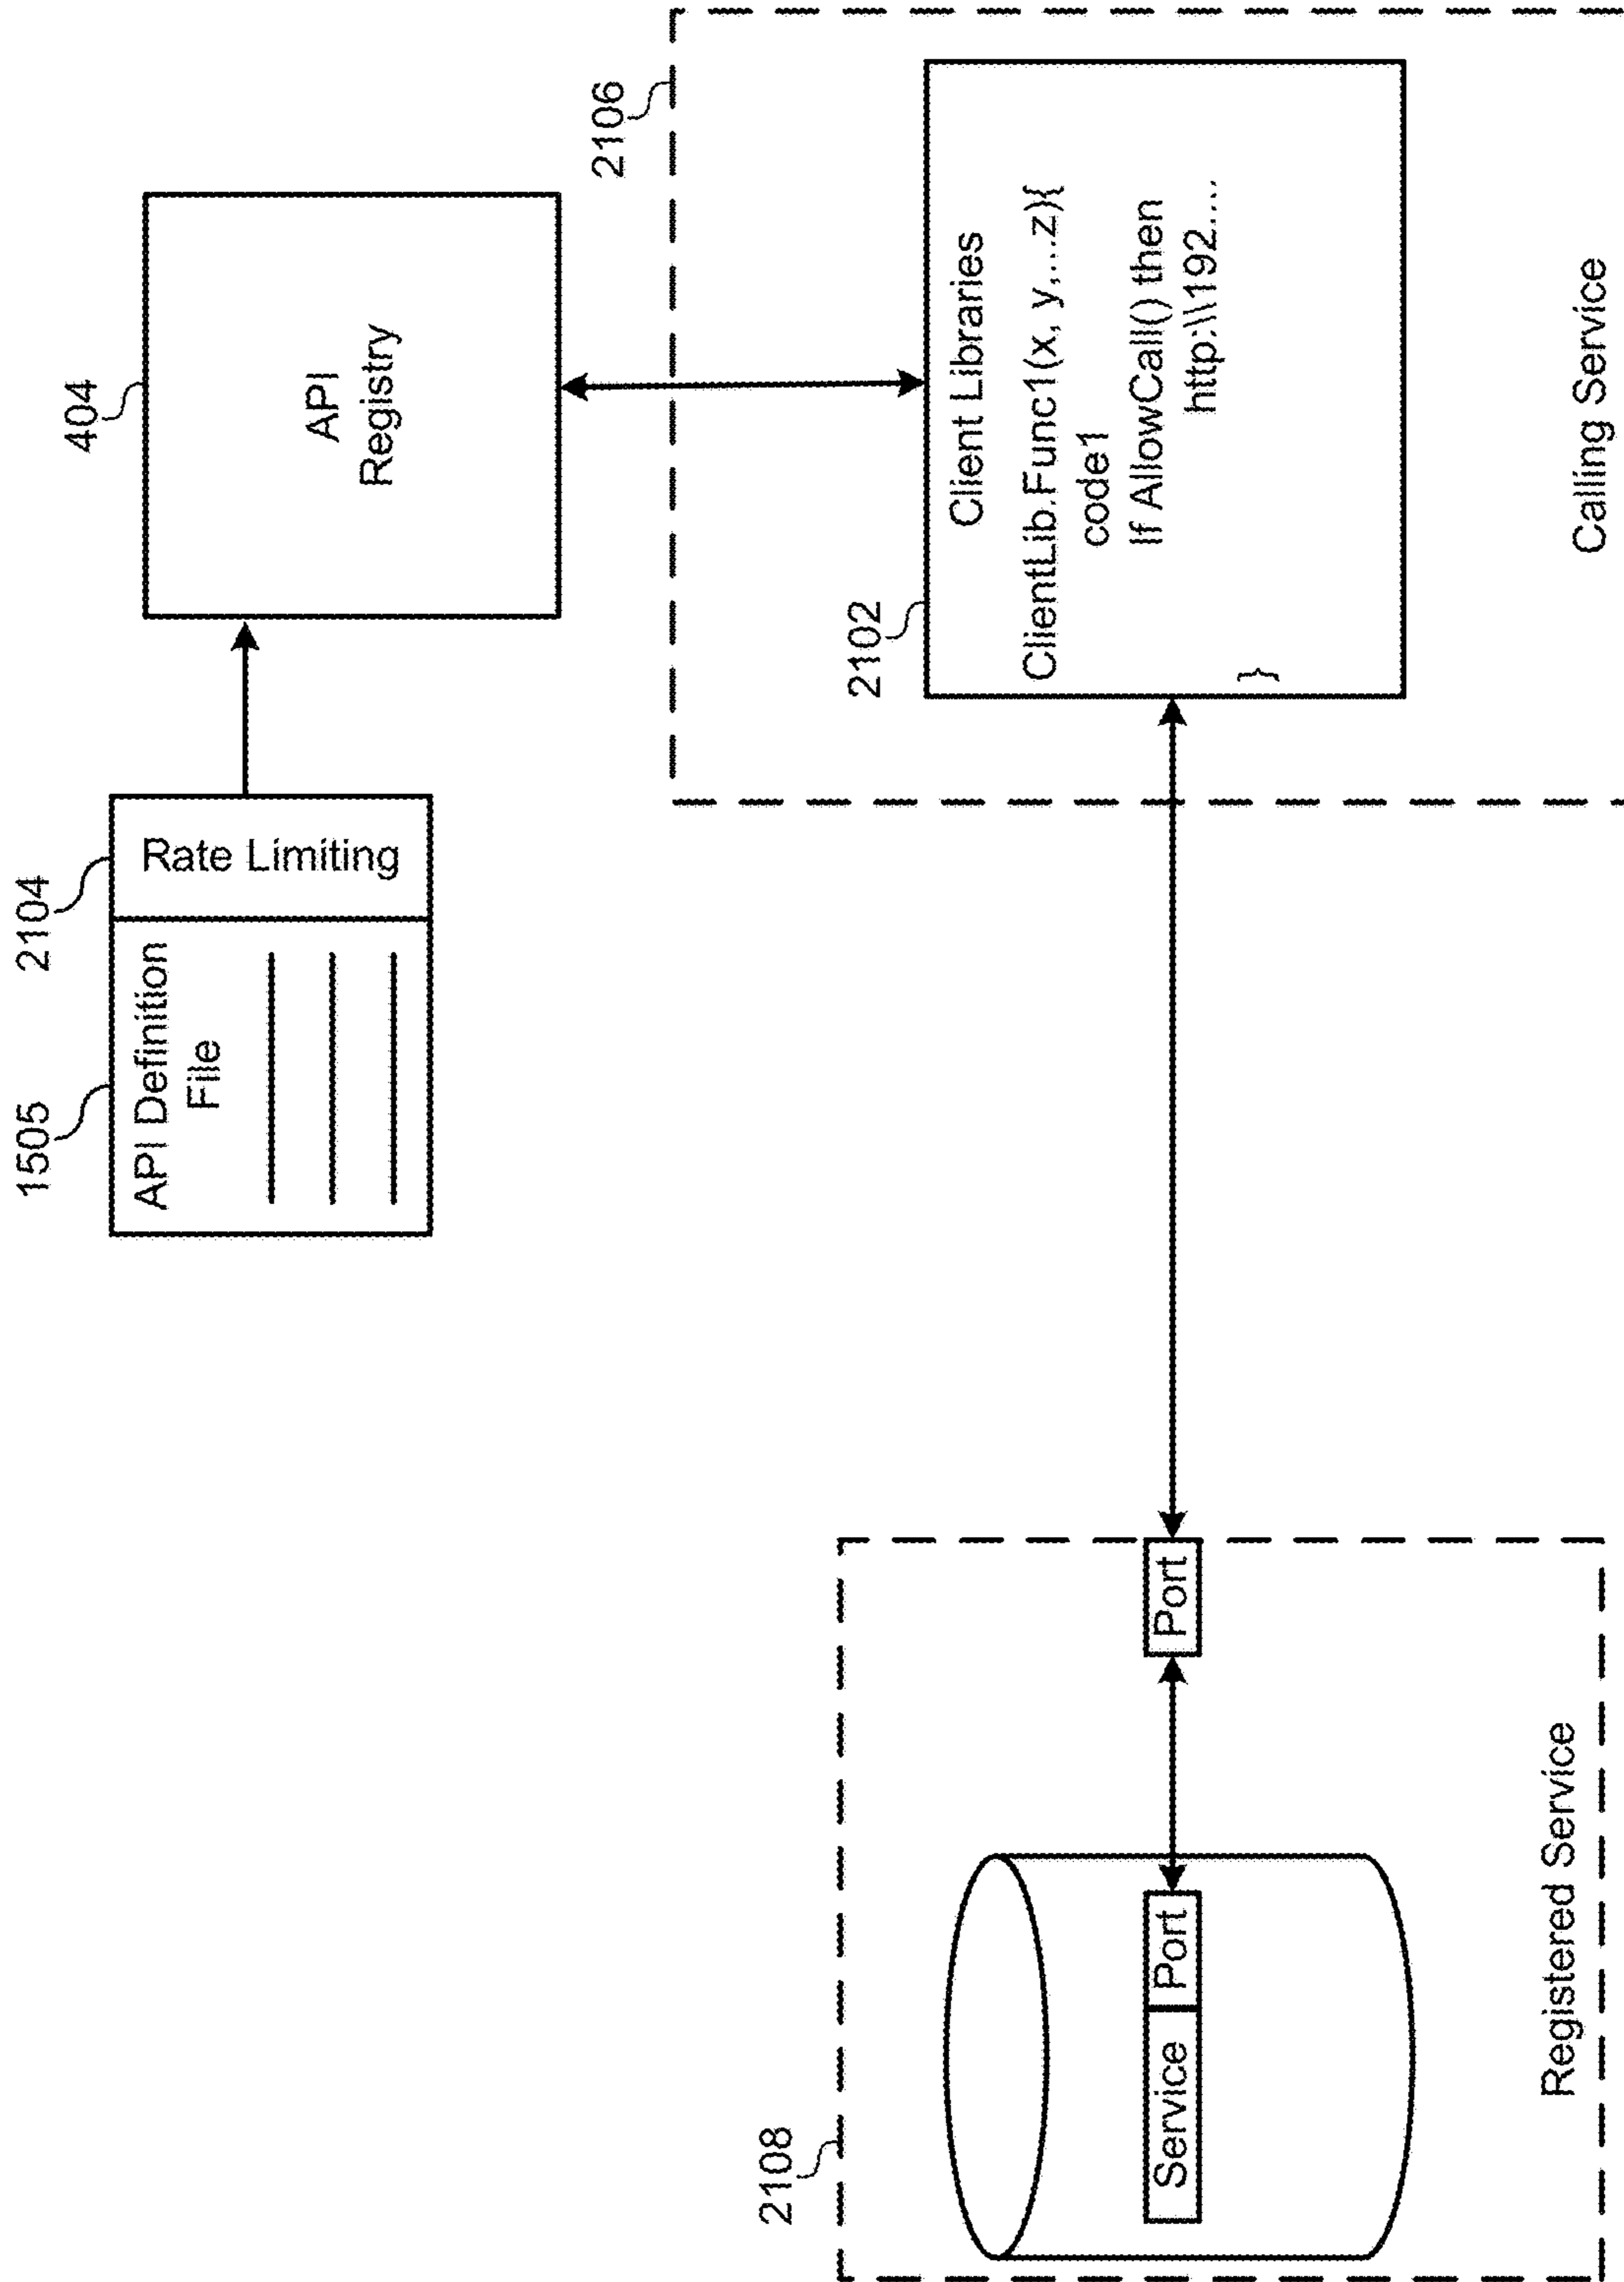 1505
2104
API Definition
File
Rate Limiting
404
API
Registry
2108
Service
Port
Port
Registered Service
2106
2102
Client Libraries
ClientLib.Func1(x, y,...z){
code1
If AllowCall() then
http:\\192....
}
Calling Service